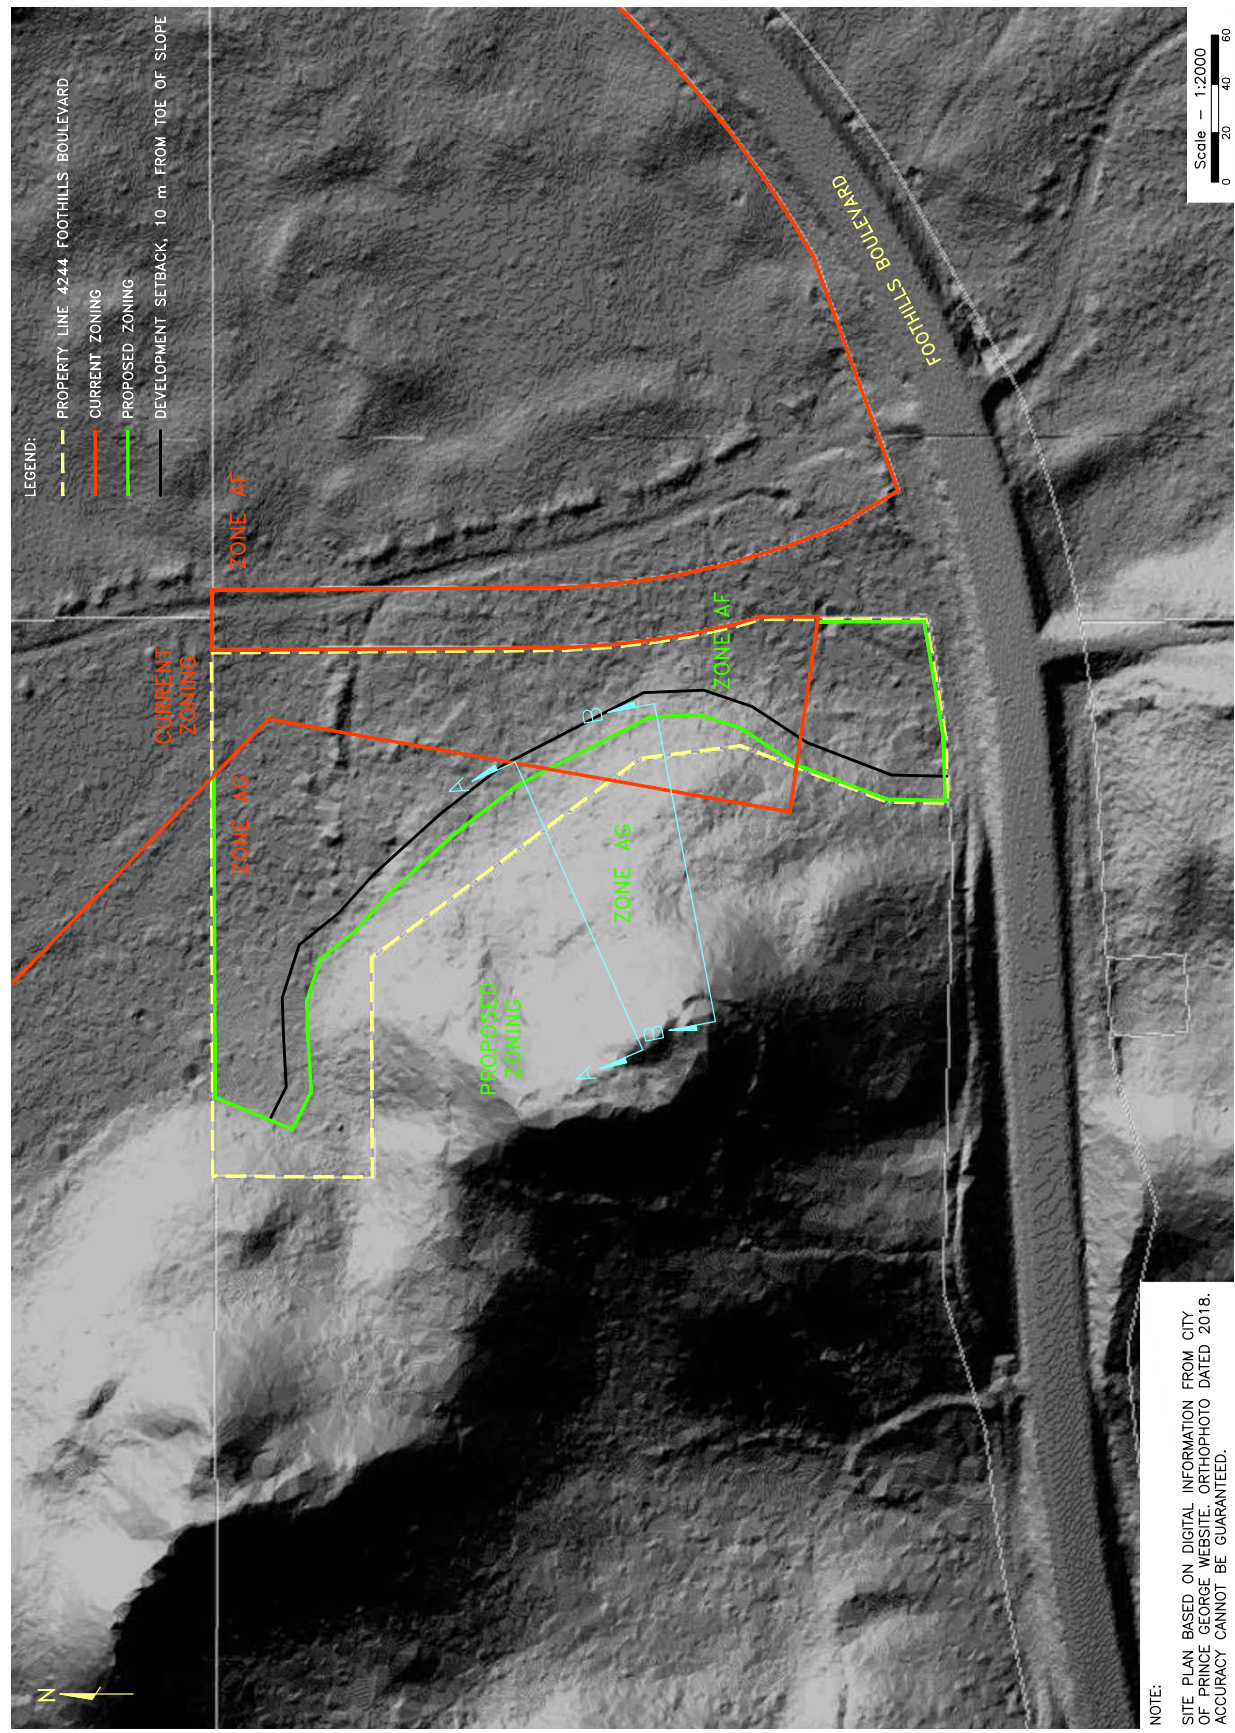 LEGEND:
PROPERTY LINE 4244 FOOTHILLS BOULEVARD
CURRENT ZONING
PROPOSED ZONING
DEVELOPMENT SETBACK, 10 m FROM TOE OF SLOPE
Scale - 1:2000
0 20 40 60
FOOTHILLS BOULEVARD
ZONE AF
CURRENT
ZONING
ZONE AG
ZONE AF
ZONE AG
PROPOSED
ZONING
A
B
A
B
N
NOTE:
SITE PLAN BASED ON DIGITAL INFORMATION FROM CITY
OF PRINCE GEORGE WEBSITE. ORTHOPHOTO DATED 2018.
ACCURACY CANNOT BE GUARANTEED.